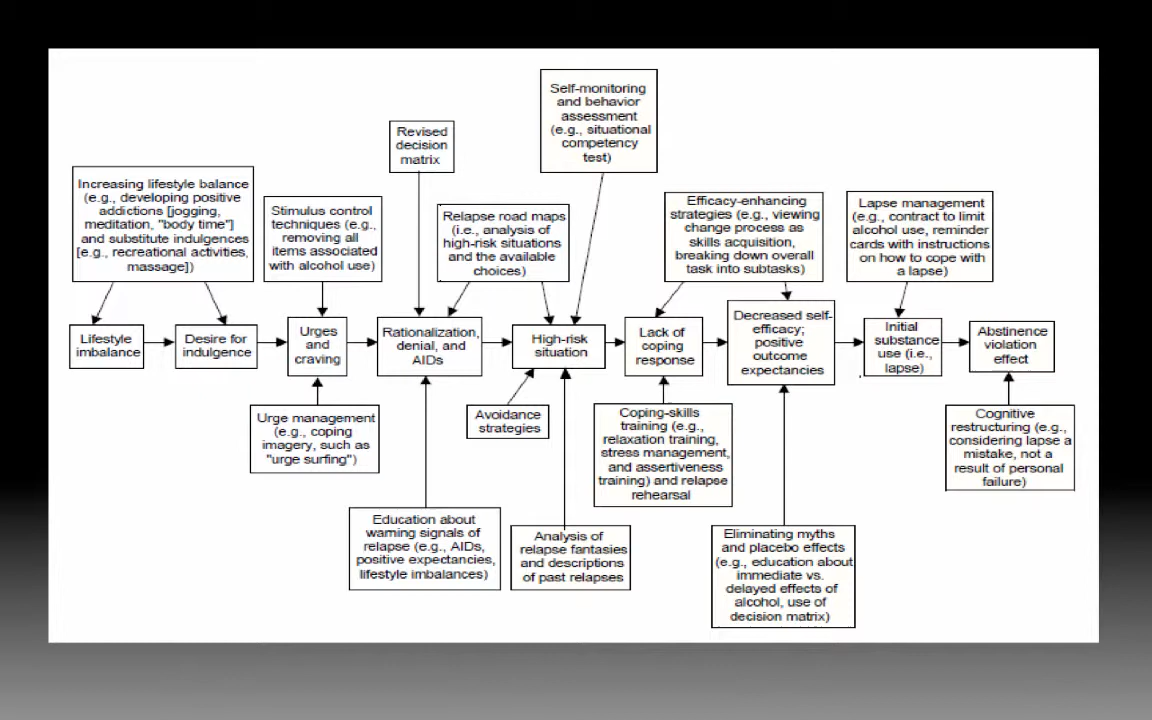 Self-monitoring
and behavior
assessment
(e.g., situational
competency
test)
Revised
decision
matrix
Increasing lifestyle balance
(e.g., developing positive
addictions [jogging,
meditation, "body time"]
and substitute indulgences
[e.g., recreational activities,
massage])
Stimulus control
techniques (e.g.,
removing all
items associated
with alcohol use)
Relapse road maps
(i.e., analysis of
high-risk situations
and the available
choices)
Efficacy-enhancing
strategies (e.g., viewing
change process as
skills acquisition,
breaking down overall
task into subtasks)
Lapse management
(e.g., contract to limit
alcohol use, reminder
cards with instructions
on how to cope with
a lapse)
Lifestyle
imbalance
Desire for
indulgence
Urges
and
craving
Rationalization,
denial, and
AIDs
High-risk
situation
Lack of
coping
response
Decreased self-
efficacy;
positive
outcome
expectancies
Initial
substance
use (i.e.,
lapse)
Abstinence
violation
effect
Urge management
(e.g., coping
imagery, such as
"urge surfing")
Avoidance
strategies
Coping-skills
training (e.g.,
relaxation training,
stress management,
and assertiveness
training) and relapse
rehearsal
Cognitive
restructuring (e.g.,
considering lapse a
mistake, not a
result of personal
failure)
Education about
warning signals of
relapse (e.g., AIDs,
positive expectancies,
lifestyle imbalances)
Analysis of
relapse fantasies
and descriptions
of past relapses
Eliminating myths
and placebo effects
(e.g., education about
immediate vs.
delayed effects of
alcohol, use of
decision matrix)